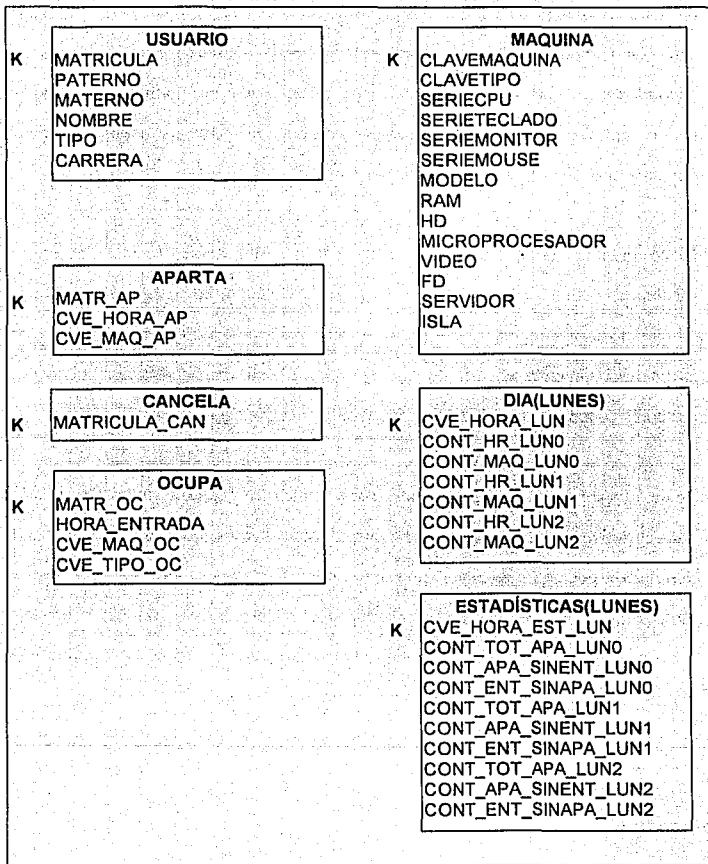 USUARIO
K MATRICULA
PATERNO
MATERNO
NOMBRE
TIPO
CARRERA
APARTA
K MATR_AP
CVE_HORA_AP
CVE_MAQ_AP
CANCELA
K MATRICULA_CAN
OCUPA
K MATR_OC
HORA_ENTRADA
CVE_MAQ_OC
CVE_TIPO_OC
MAQUINA
K CLAVEMAQUINA
CLAVETIPO
SERIECPU
SERIETECLADO
SERIEMONITOR
SERIEMOUSE
MODELO
RAM
HD
MICROPROCESADOR
VIDEO
FD
SERVIDOR
ISLA
DIA(LUNES)
K CVE_HORA_LUN
CONT_HR_LUN0
CONT_MAQ_LUN0
CONT_HR_LUN1
CONT_MAQ_LUN1
CONT_HR_LUN2
CONT_MAQ_LUN2
ESTADÍSTICAS(LUNES)
K CVE_HORA_EST_LUN
CONT_TOT_APA_LUN0
CONT_APA_SINENT_LUN0
CONT_ENT_SINAPA_LUN0
CONT_TOT_APA_LUN1
CONT_APA_SINENT_LUN1
CONT_ENT_SINAPA_LUN1
CONT_TOT_APA_LUN2
CONT_APA_SINENT_LUN2
CONT_ENT_SINAPA_LUN2